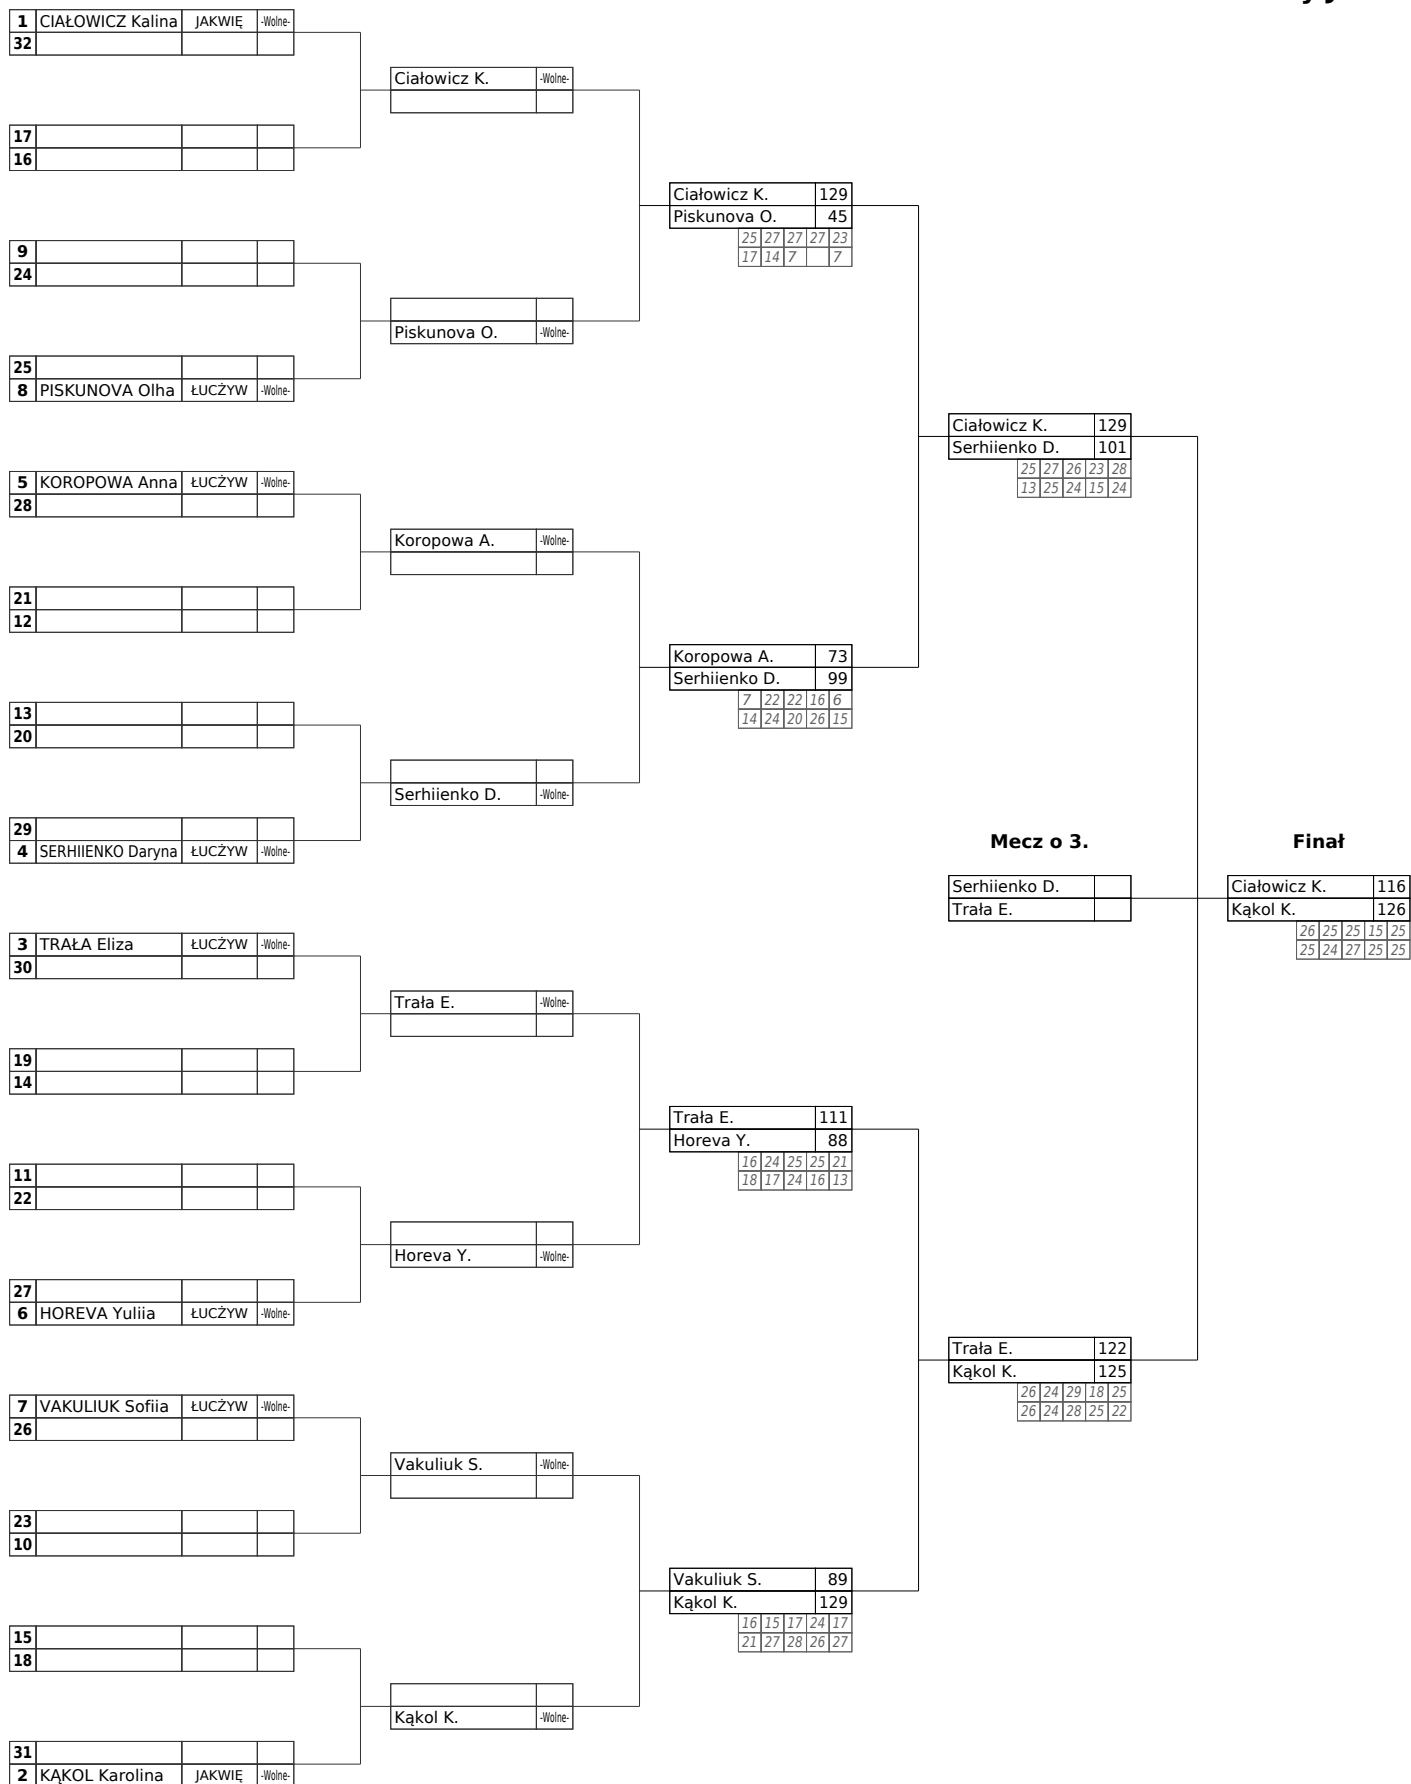 1 CIAŁOWICZ Kalina JAKWIĘ -Wolne-
32
Ciałowicz K. -Wolne-
17
16
Ciałowicz K. 129
Piskunova O. 45
25 27 27 27 23
17 14 7 7
9
24
Piskunova O. -Wolne-
25
8 PISKUNOVA Olha ŁUCŻYW -Wolne-
Ciałowicz K. 129
Serhiienko D. 101
25 27 26 23 28
13 25 24 15 24
5 KOROPOWA Anna ŁUCŻYW -Wolne-
28
Koropowa A. -Wolne-
21
12
Koropowa A. 73
Serhiienko D. 99
7 22 22 16 6
14 24 20 26 15
13
20
Serhiienko D. -Wolne-
29
4 SERHIIENKO Daryna ŁUCŻYW -Wolne-
Mecz o 3. Finał
Serhiienko D.
Trała E.
Ciałowicz K. 116
Kąkol K. 126
26 25 25 15 25
25 24 27 25 25
3 TRAŁA Eliza ŁUCŻYW -Wolne-
30
Trała E. -Wolne-
19
14
Trała E. 111
Horeva Y. 88
16 24 25 25 21
18 17 24 16 13
11
22
Horeva Y. -Wolne-
27
6 HOREVA Yuliia ŁUCŻYW -Wolne-
Trała E. 122
Kąkol K. 125
26 24 29 18 25
26 24 28 25 22
7 VAKULIUK Sofiia ŁUCŻYW -Wolne-
26
Vakuliuk S. -Wolne-
23
10
Vakuliuk S. 89
Kąkol K. 129
16 15 17 24 17
21 27 28 26 27
15
18
Kąkol K. -Wolne-
31
2 KĄKOL Karolina JAKWIĘ -Wolne-